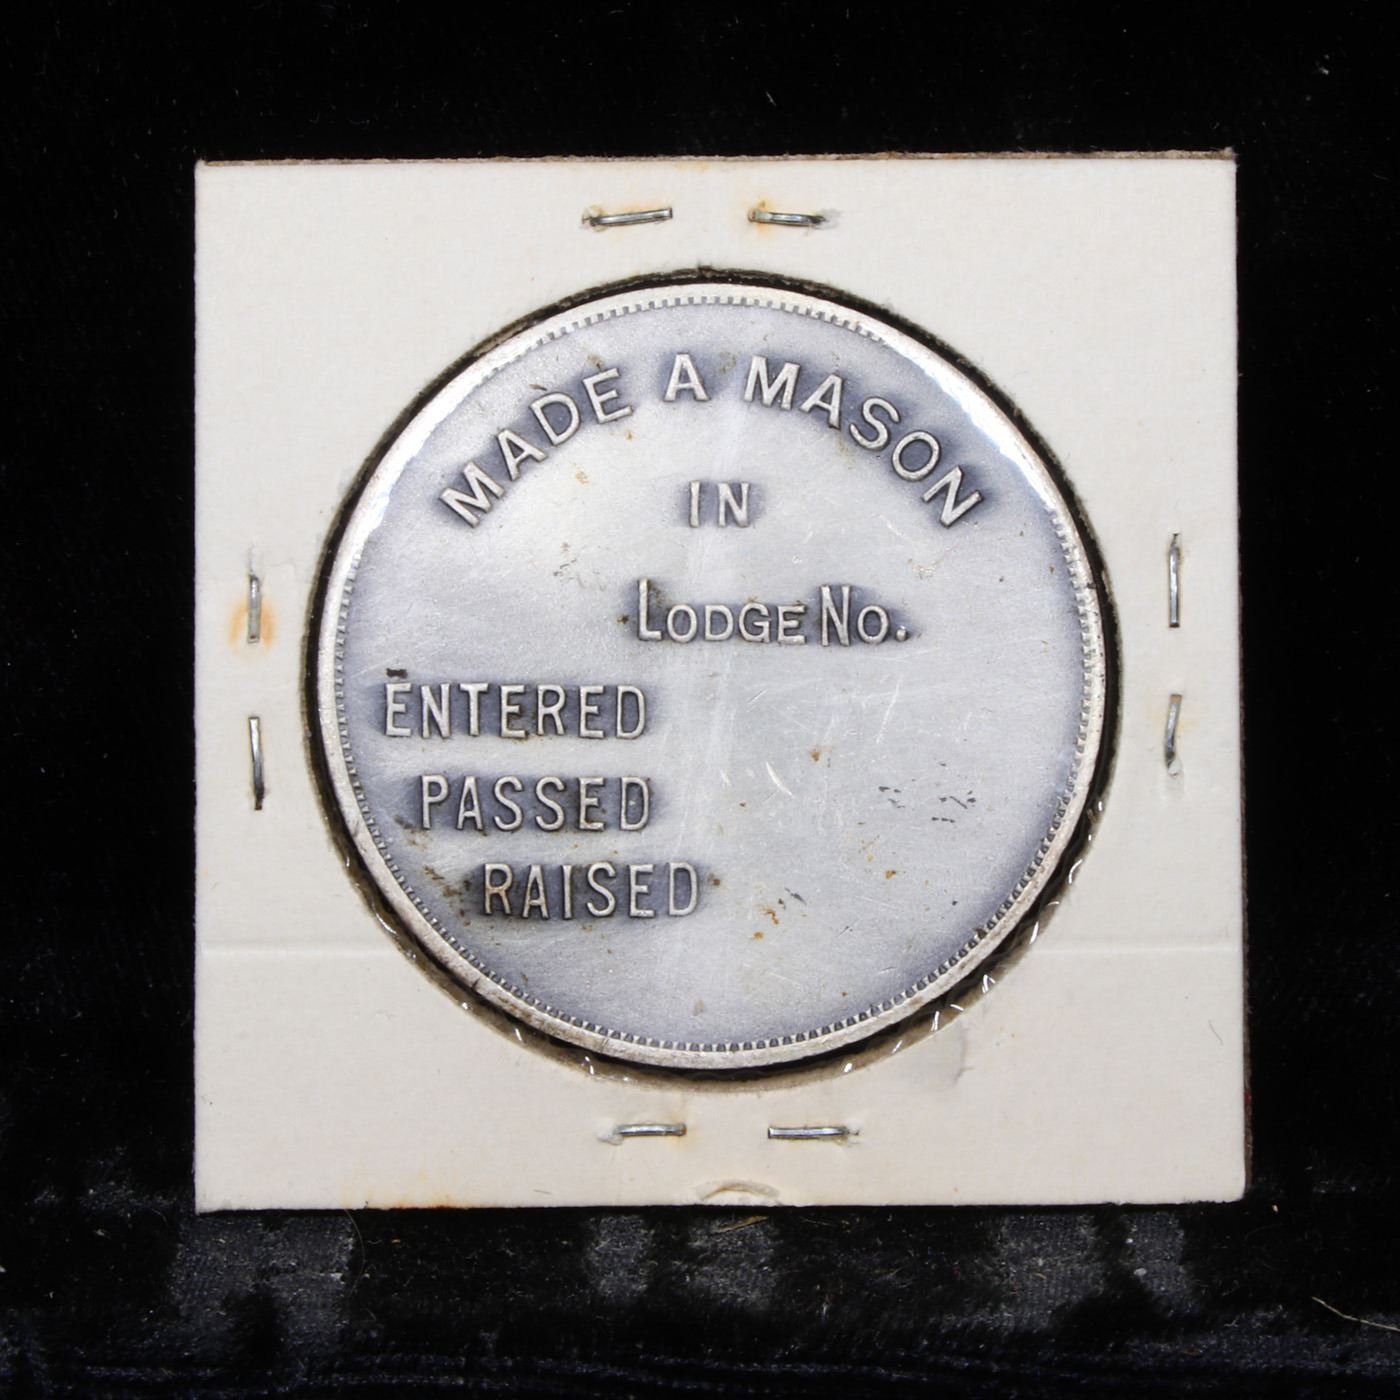 MADE A MASON
IN
LODGE NO.
ENTERED
PASSED
RAISED